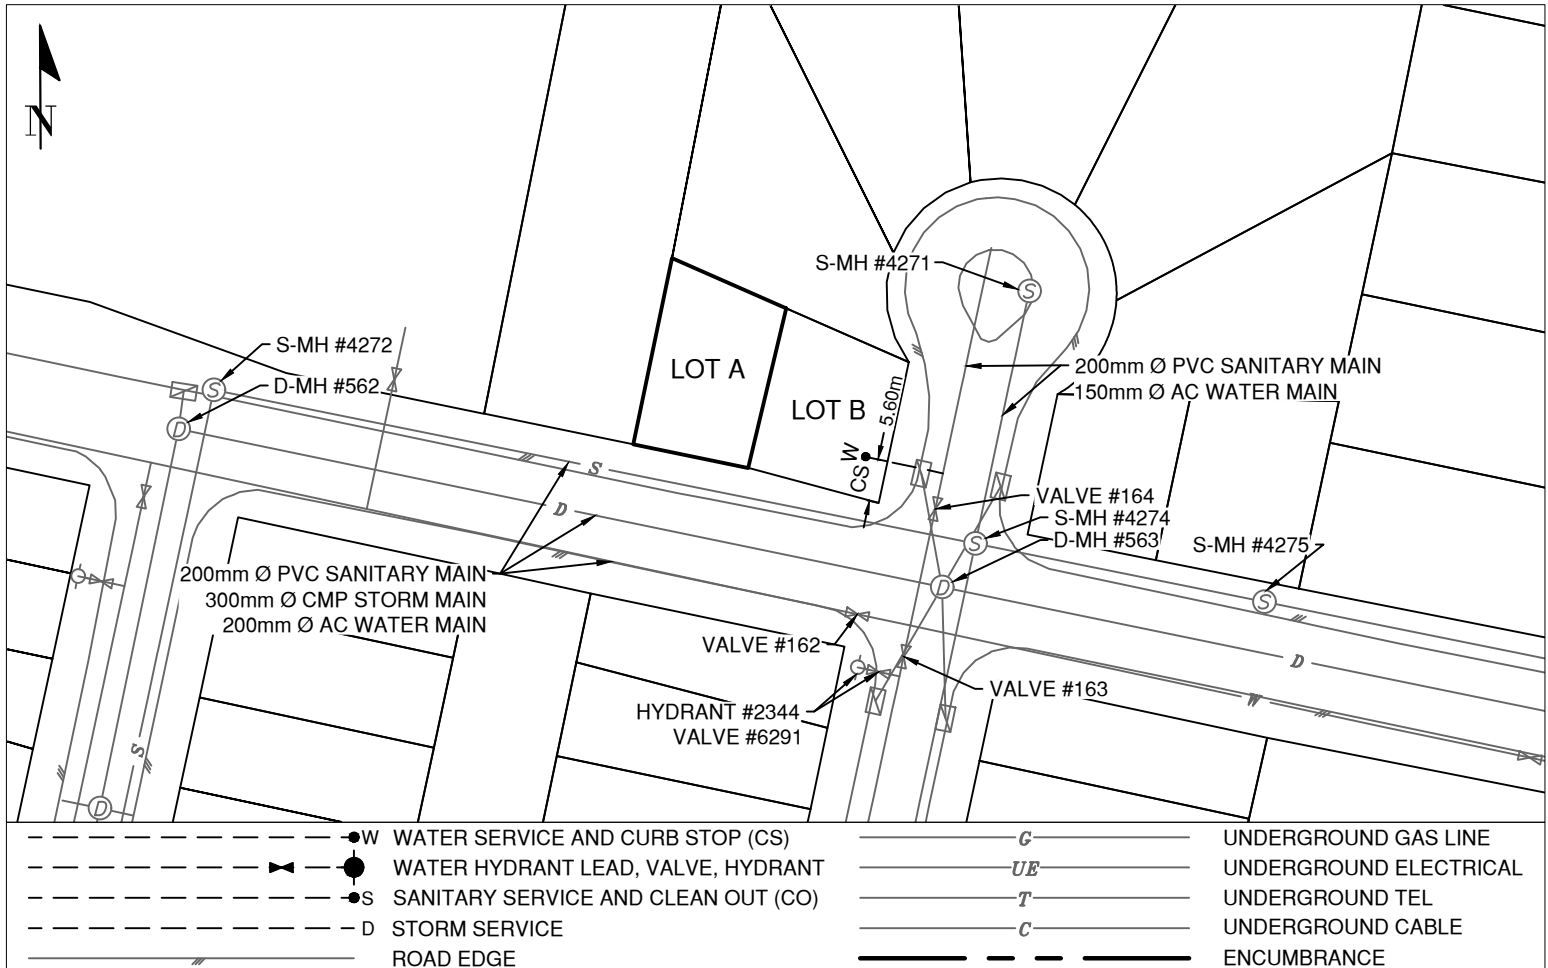 N
S-MH #4271
S
S-MH #4272
D-MH #562
S
D
LOT A
LOT B
5.60m
CS W
200mm Ø PVC SANITARY MAIN
150mm Ø AC WATER MAIN
S
D
VALVE #164
S-MH #4274
D-MH #563
S
D
S-MH #4275
S
200mm Ø PVC SANITARY MAIN
300mm Ø CMP STORM MAIN
200mm Ø AC WATER MAIN
VALVE #162
VALVE #163
HYDRANT #2344
VALVE #6291
D
W
S
D
W WATER SERVICE AND CURB STOP (CS)
WATER HYDRANT LEAD, VALVE, HYDRANT
S SANITARY SERVICE AND CLEAN OUT (CO)
D STORM SERVICE
ROAD EDGE
G UNDERGROUND GAS LINE
UE UNDERGROUND ELECTRICAL
T UNDERGROUND TEL
C UNDERGROUND CABLE
ENCUMBRANCE